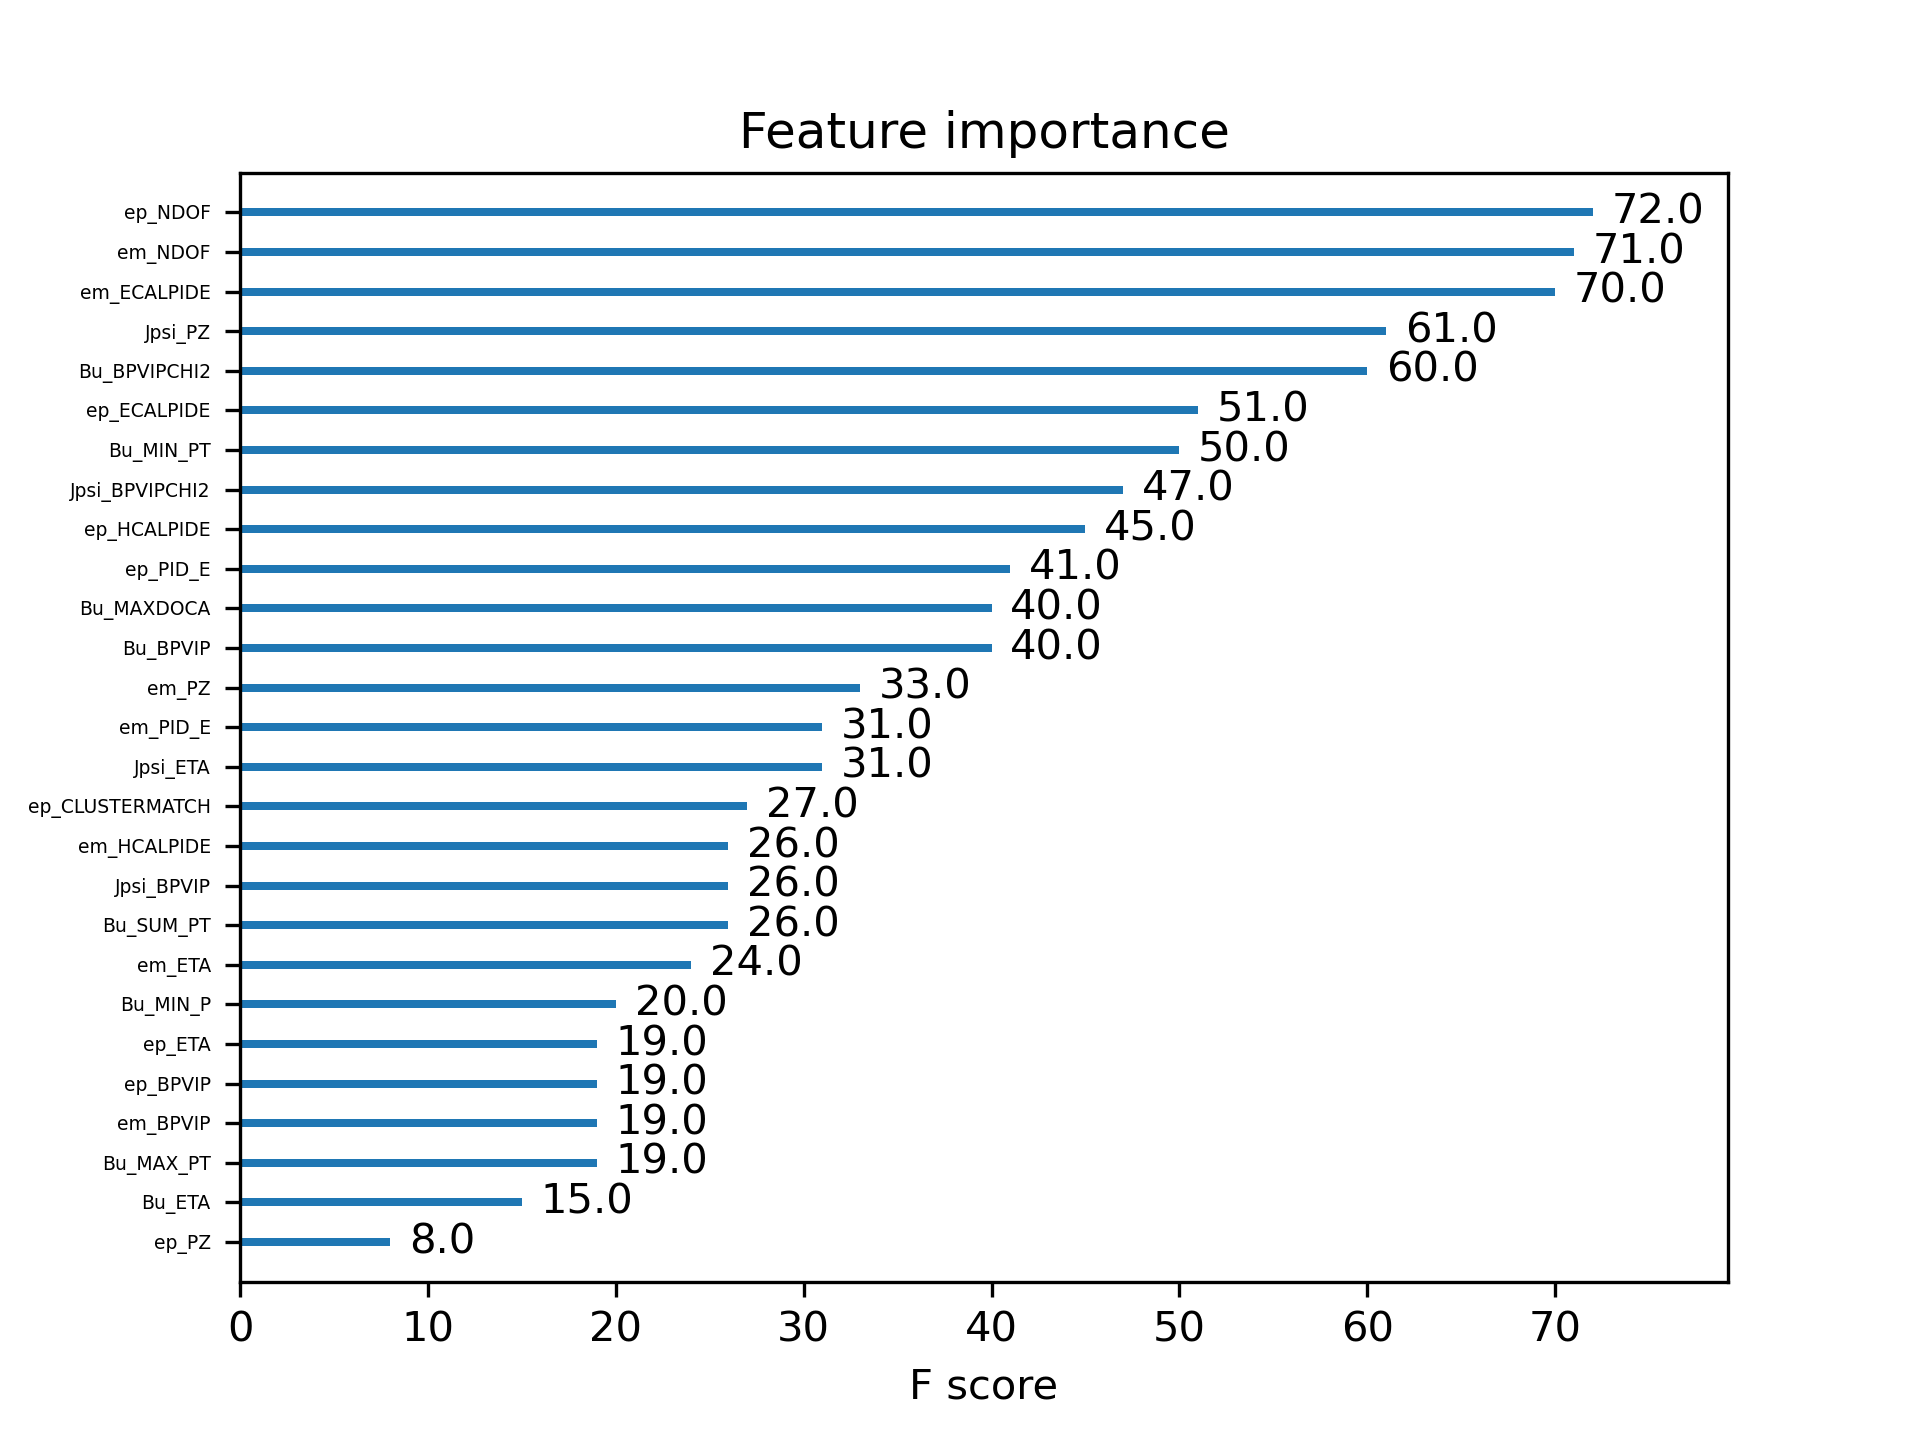 Feature importance
ep_NDOF 72.0
em_NDOF 71.0
em_ECALPIDE 70.0
Jpsi_PZ 61.0
Bu_BPVIPCHI2 60.0
ep_ECALPIDE 51.0
Bu_MIN_PT 50.0
Jpsi_BPVIPCHI2 47.0
ep_HCALPIDE 45.0
ep_PID_E 41.0
Bu_MAXDOCA 40.0
Bu_BPVIP 40.0
em_PZ 33.0
em_PID_E 31.0
Jpsi_ETA 31.0
ep_CLUSTERMATCH 27.0
em_HCALPIDE 26.0
Jpsi_BPVIP 26.0
Bu_SUM_PT 26.0
em_ETA 24.0
Bu_MIN_P 20.0
ep_ETA 19.0
ep_BPVIP 19.0
em_BPVIP 19.0
Bu_MAX_PT 19.0
Bu_ETA 15.0
ep_PZ 8.0
0 10 20 30 40 50 60 70
F score